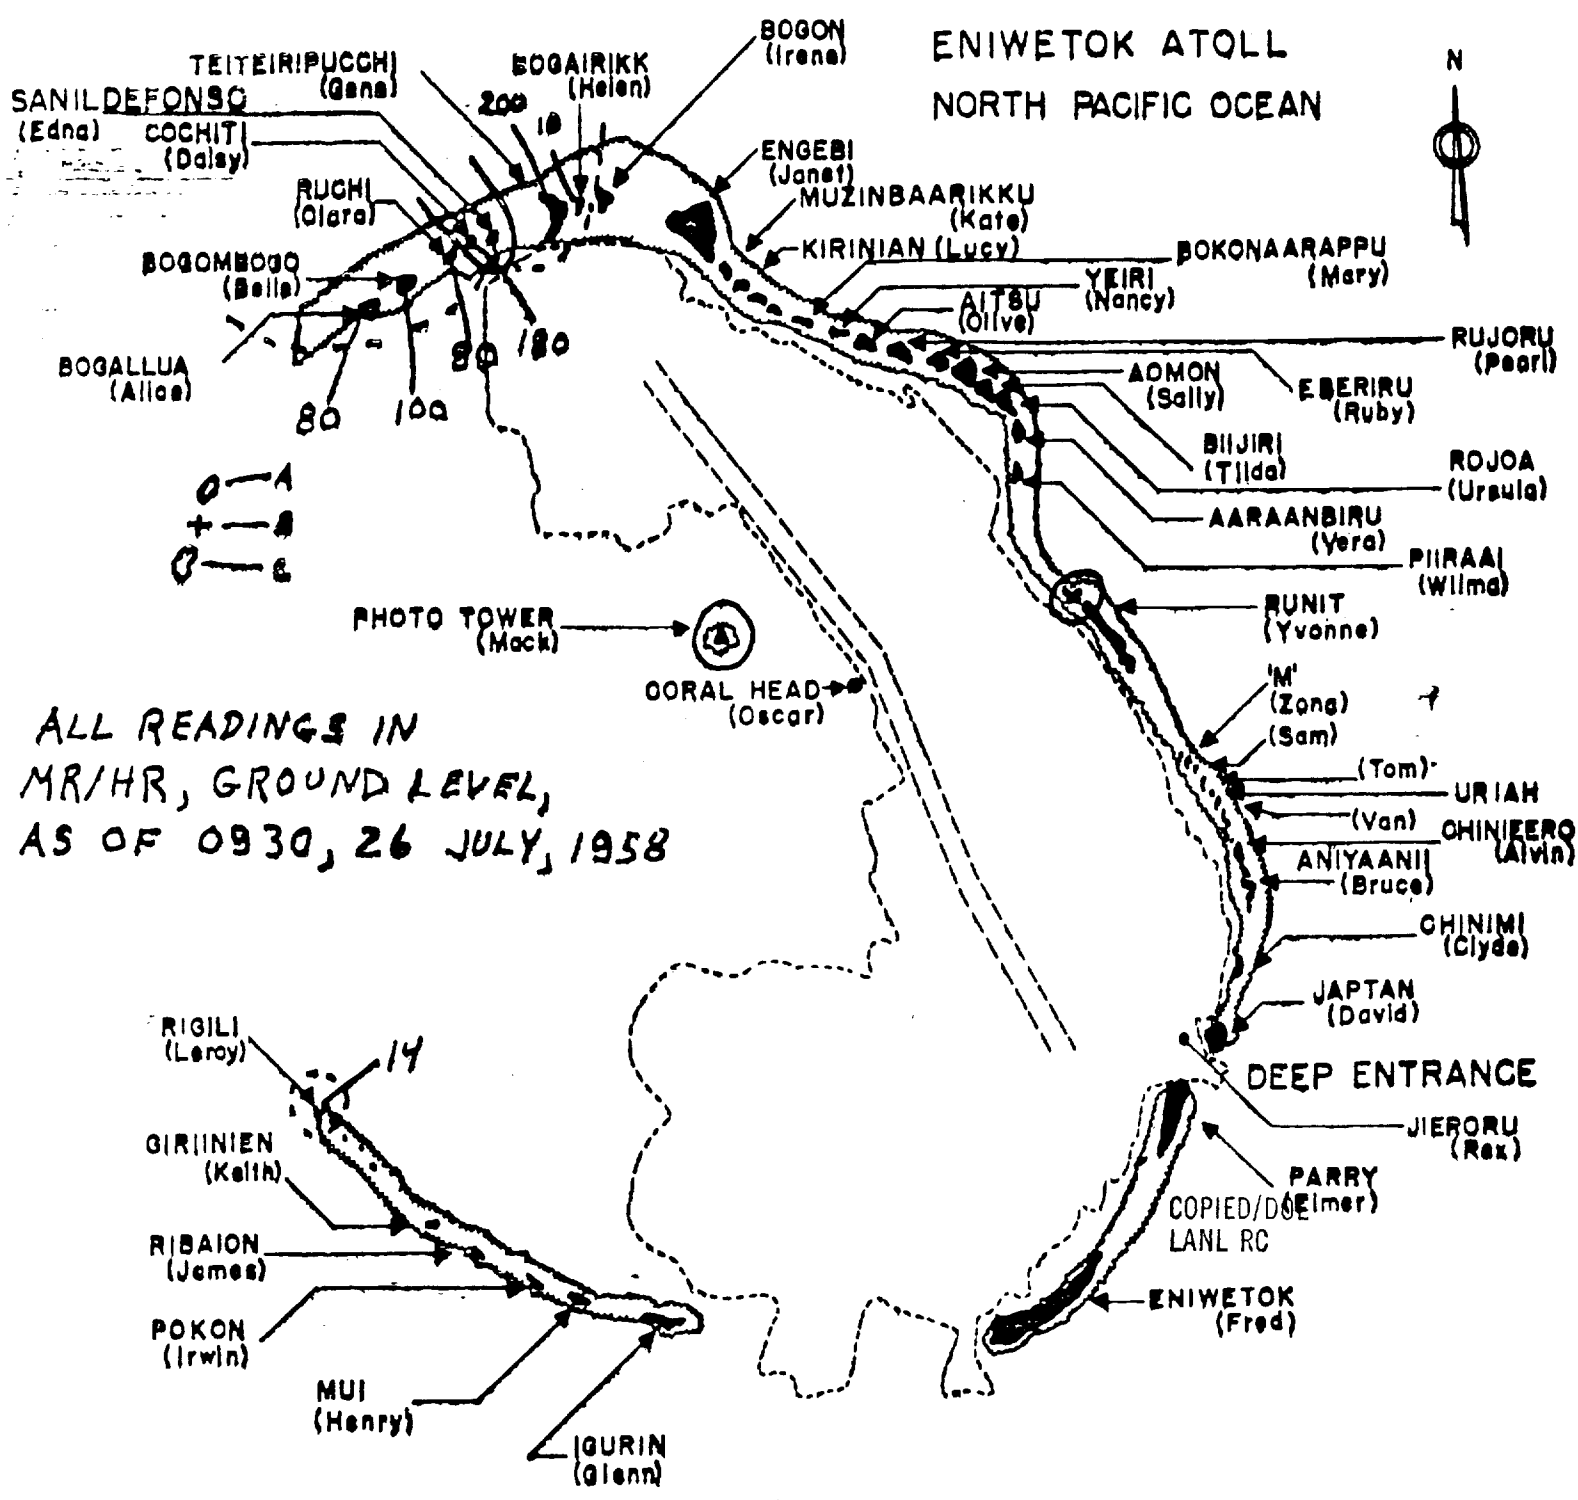 ENIWETOK ATOLL
NORTH PACIFIC OCEAN
N
BOGON
(Irene)
TEITEIRIPUCCHI
(Gene)
BOGAIRIKK
(Helen)
SANILDEFONSO
(Edna)
COCHITI
(Daisy)
200
10
RUCHI
(Clara)
BOGOMBOGO
(Belle)
BOGALLUA
(Alice)
80
100
80
180
ENGEBI
(Janet)
MUZINBAARIKKU
(Kate)
KIRINIAN (Lucy)
BOKONAARAPPU
(Mary)
YEIRI
(Nancy)
AITSU
(Olive)
RUJORU
(Pearl)
EBERIRU
(Ruby)
AOMON
(Sally)
BIIJIRI
(Tilda)
ROJOA
(Ursula)
AARAANBIRU
(Vera)
PIIRAAI
(Wilma)
RUNIT
(Yvonne)
'M'
(Zona)
(Sam)
(Tom)
URIAH
(Van)
CHINIEERO
(Alvin)
ANIYAANII
(Bruce)
CHINIMI
(Clyde)
JAPTAN
(David)
DEEP ENTRANCE
JIERORU
(Rex)
PARRY
(Elmer)
COPIED/DOE
LANL RC
ENIWETOK
(Fred)
A
B
C
PHOTO TOWER
(Mack)
CORAL HEAD
(Oscar)
ALL READINGS IN
MR/HR, GROUND LEVEL,
AS OF 0930, 26 JULY, 1958
RIGILI
(Leroy)
14
GIRIINIEN
(Keith)
RIBAION
(James)
POKON
(Irwin)
MUI
(Henry)
IGURIN
(Glenn)